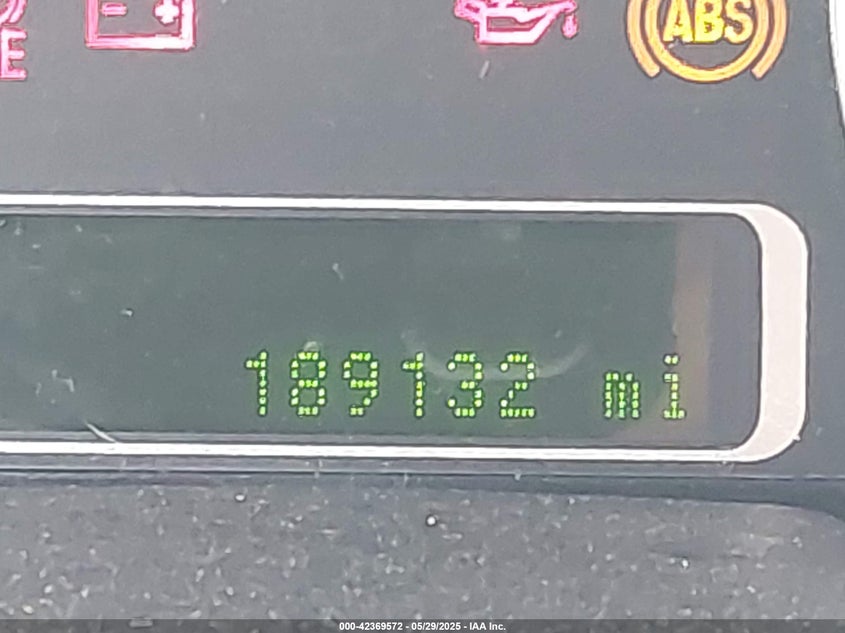 E
ABS
189132 mi
000-42369572 - 05/29/2025 - IAA Inc.